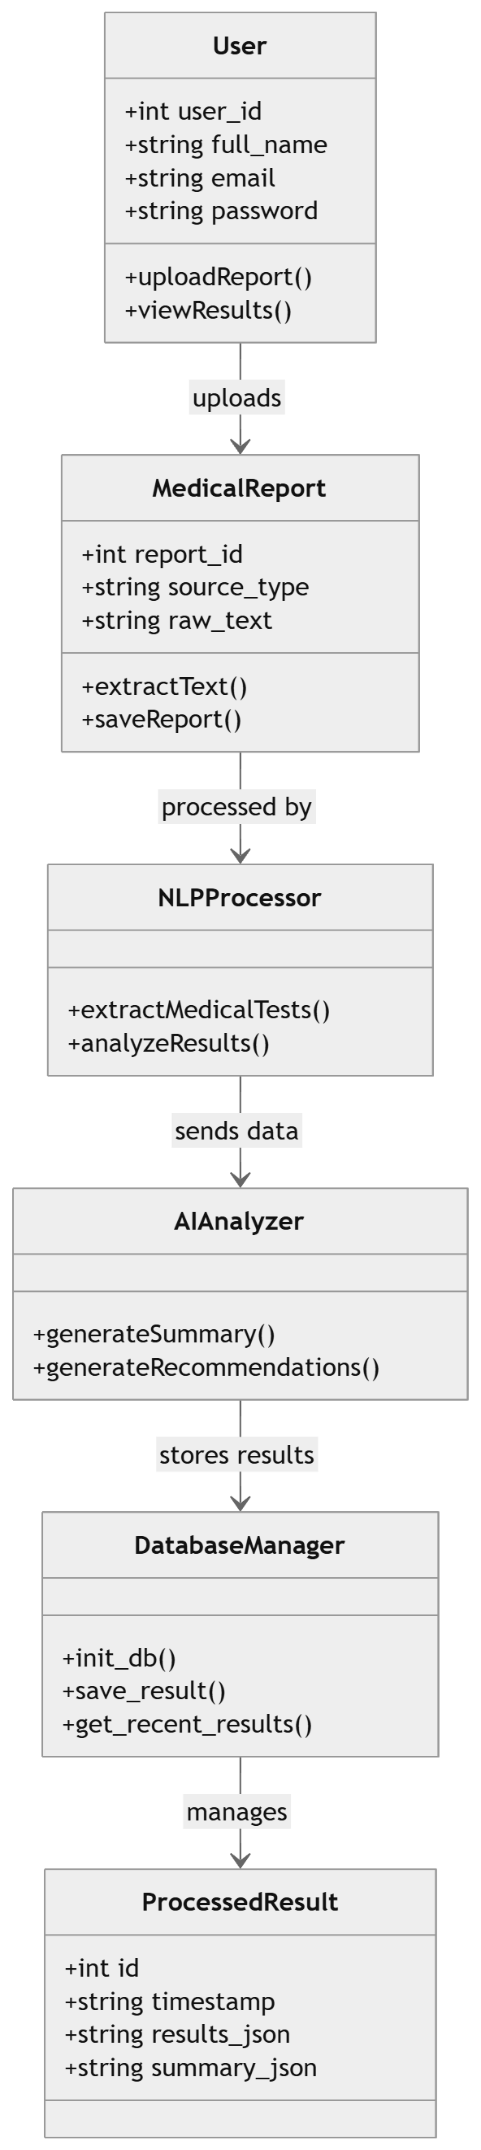 User
+int user_id
+string full_name
+string email
+string password
+uploadReport()
+viewResults()
uploads
MedicalReport
+int report_id
+string source_type
+string raw_text
+extractText()
+saveReport()
processed by
NLPProcessor
+extractMedicalTests()
+analyzeResults()
sends data
AIAnalyzer
+generateSummary()
+generateRecommendations()
stores results
DatabaseManager
+init_db()
+save_result()
+get_recent_results()
manages
ProcessedResult
+int id
+string timestamp
+string results_json
+string summary_json